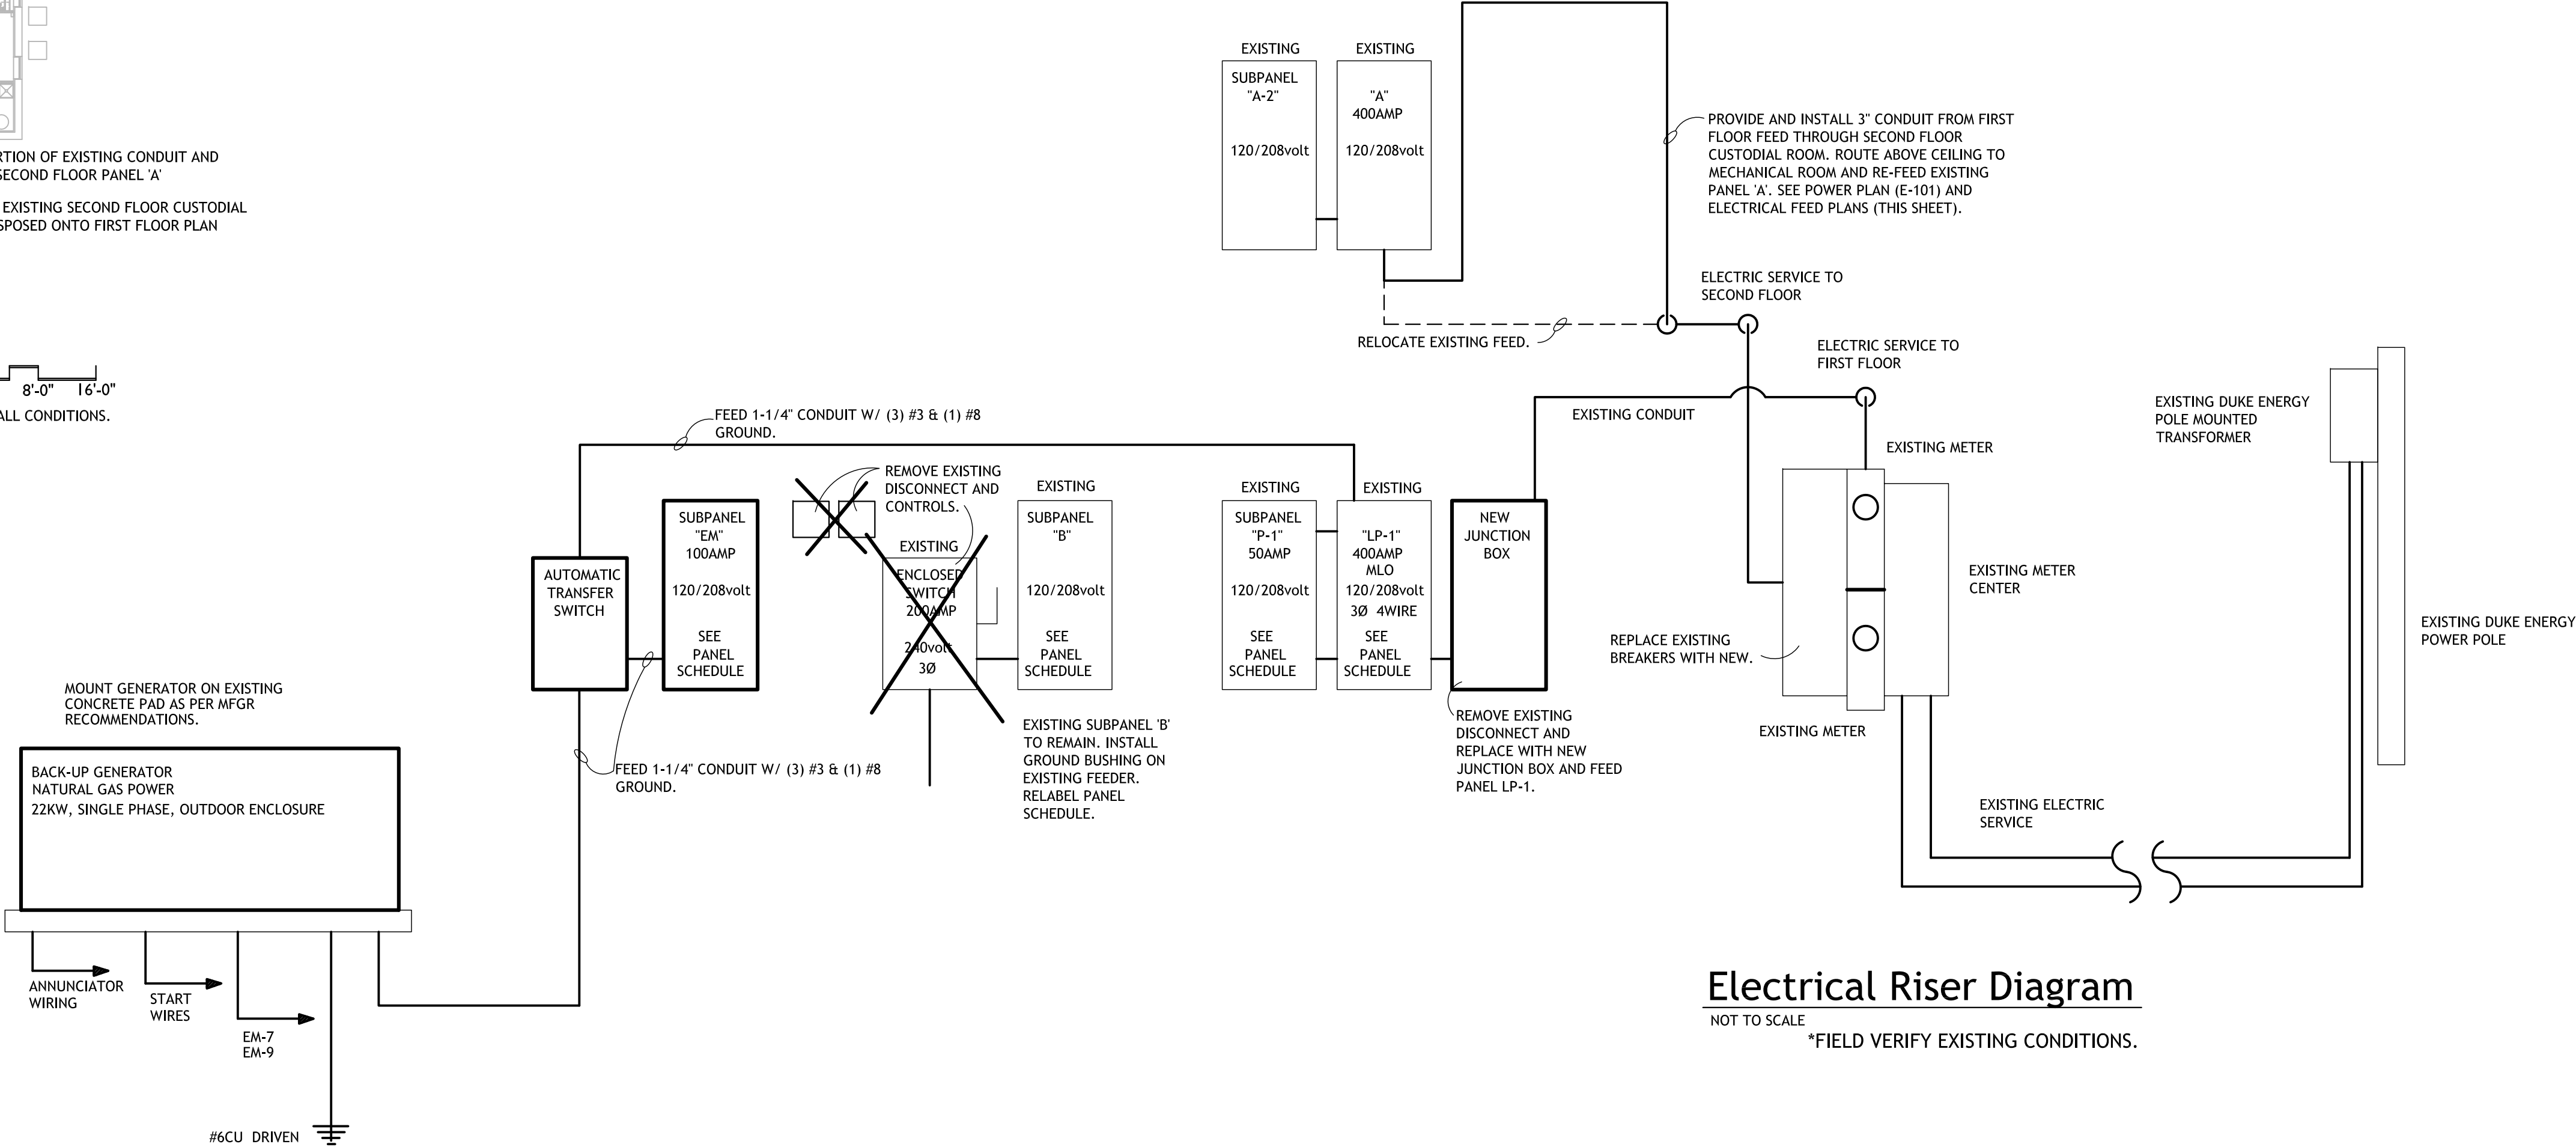 RTION OF EXISTING CONDUIT AND
SECOND FLOOR PANEL 'A'
EXISTING SECOND FLOOR CUSTODIAL
SPOSED ONTO FIRST FLOOR PLAN
8'-0" 16'-0"
ALL CONDITIONS.
EXISTING
SUBPANEL
"A-2"
120/208volt
EXISTING
"A"
400AMP
120/208volt
PROVIDE AND INSTALL 3" CONDUIT FROM FIRST
FLOOR FEED THROUGH SECOND FLOOR
CUSTODIAL ROOM. ROUTE ABOVE CEILING TO
MECHANICAL ROOM AND RE-FEED EXISTING
PANEL 'A'. SEE POWER PLAN (E-101) AND
ELECTRICAL FEED PLANS (THIS SHEET).
ELECTRIC SERVICE TO
SECOND FLOOR
RELOCATE EXISTING FEED.
ELECTRIC SERVICE TO
FIRST FLOOR
EXISTING CONDUIT
EXISTING METER
EXISTING DUKE ENERGY
POLE MOUNTED
TRANSFORMER
FEED 1-1/4" CONDUIT W/ (3) #3 & (1) #8
GROUND.
REMOVE EXISTING
DISCONNECT AND
CONTROLS.
AUTOMATIC
TRANSFER
SWITCH
SUBPANEL
"EM"
100AMP
120/208volt
SEE
PANEL
SCHEDULE
EXISTING
ENCLOSED
SWITCH
200AMP
240volt
3Ø
EXISTING
SUBPANEL
"B"
120/208volt
SEE
PANEL
SCHEDULE
EXISTING
SUBPANEL
"P-1"
50AMP
120/208volt
SEE
PANEL
SCHEDULE
EXISTING
"LP-1"
400AMP
MLO
120/208volt
3Ø 4WIRE
SEE
PANEL
SCHEDULE
NEW
JUNCTION
BOX
EXISTING METER
CENTER
REPLACE EXISTING
BREAKERS WITH NEW.
EXISTING DUKE ENERGY
POWER POLE
MOUNT GENERATOR ON EXISTING
CONCRETE PAD AS PER MFGR
RECOMMENDATIONS.
BACK-UP GENERATOR
NATURAL GAS POWER
22KW, SINGLE PHASE, OUTDOOR ENCLOSURE
FEED 1-1/4" CONDUIT W/ (3) #3 & (1) #8
GROUND.
EXISTING SUBPANEL 'B'
TO REMAIN. INSTALL
GROUND BUSHING ON
EXISTING FEEDER.
RELABEL PANEL
SCHEDULE.
REMOVE EXISTING
DISCONNECT AND
REPLACE WITH NEW
JUNCTION BOX AND FEED
PANEL LP-1.
EXISTING METER
EXISTING ELECTRIC
SERVICE
ANNUNCIATOR
WIRING
START
WIRES
EM-7
EM-9
#6CU DRIVEN
Electrical Riser Diagram
NOT TO SCALE
*FIELD VERIFY EXISTING CONDITIONS.